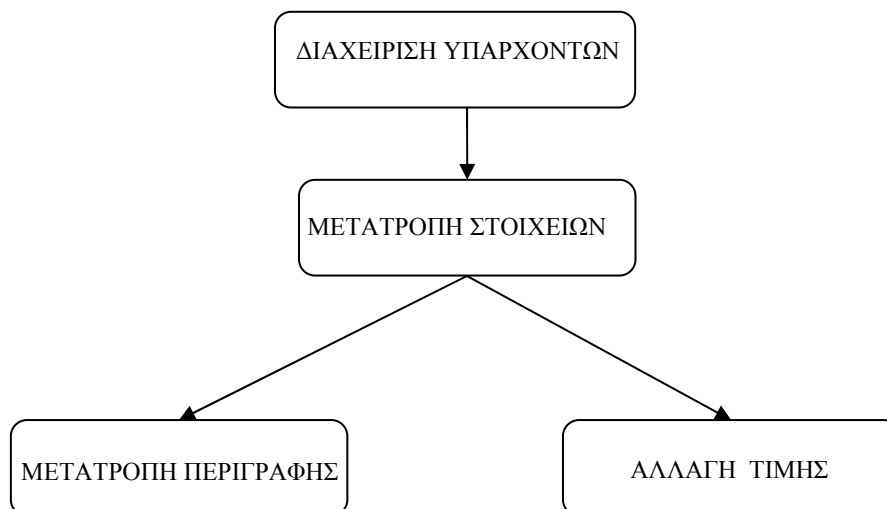 ΔΙΑΧΕΙΡΙΣΗ ΥΠΑΡΧΟΝΤΩΝ
ΜΕΤΑΤΡΟΠΗ ΣΤΟΙΧΕΙΩΝ
ΜΕΤΑΤΡΟΠΗ ΠΕΡΙΓΡΑΦΗΣ
ΑΛΛΑΓΗ ΤΙΜΗΣ